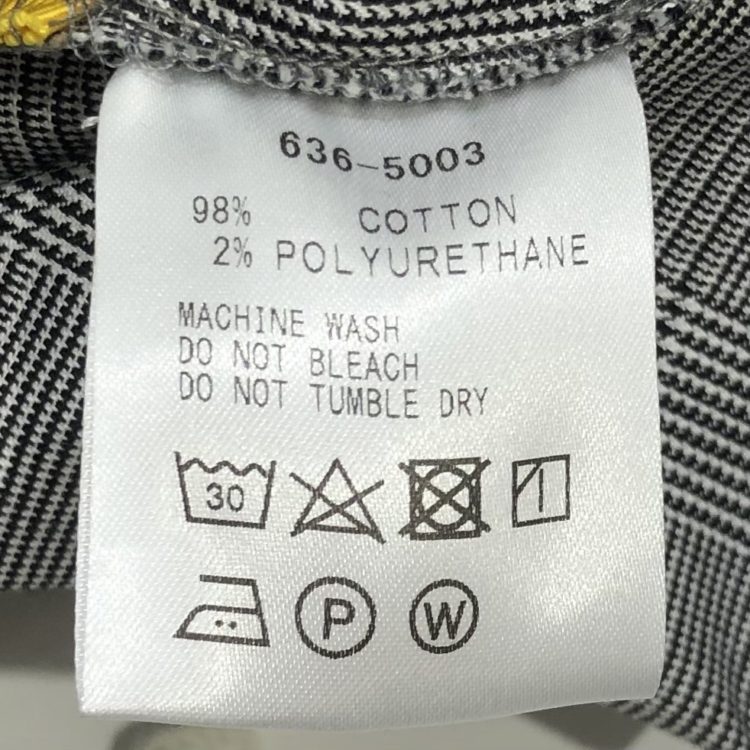 636-5003
98% COTTON
2% POLYURETHANE
MACHINE WASH
DO NOT BLEACH
DO NOT TUMBLE DRY
30
P W